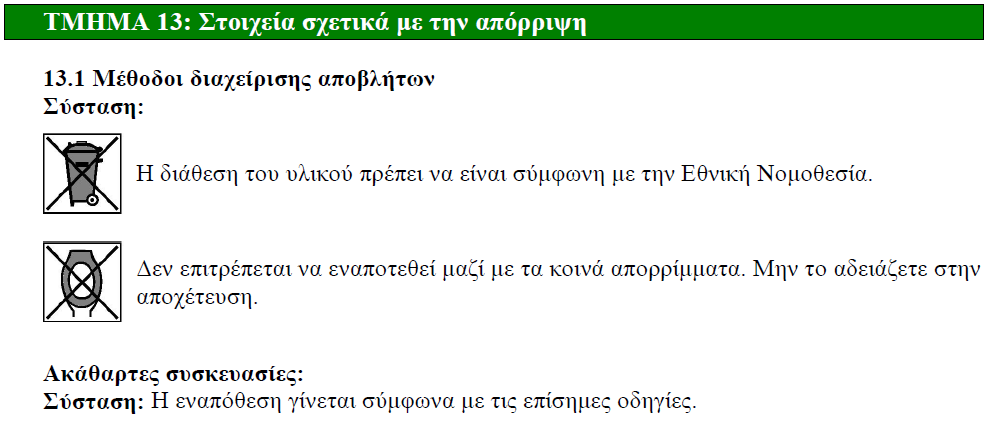 ΤΜΗΜΑ 13: Στοιχεία σχετικά με την απόρριψη
13.1 Μέθοδοι διαχείρισης αποβλήτων
Σύσταση:
Η διάθεση του υλικού πρέπει να είναι σύμφωνη με την Εθνική Νομοθεσία.
Δεν επιτρέπεται να εναποτεθεί μαζί με τα κοινά απορρίμματα. Μην το αδειάζετε στην
αποχέτευση.
Ακάθαρτες συσκευασίες:
Σύσταση: Η εναπόθεση γίνεται σύμφωνα με τις επίσημες οδηγίες.